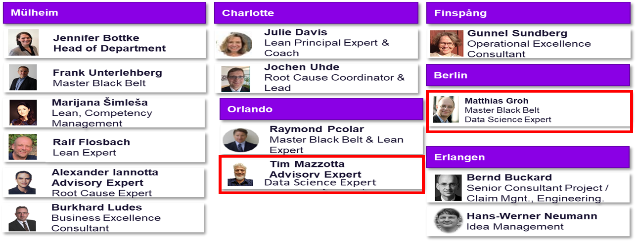 Mülheim
Jennifer Bottke
Head of Department
Frank Unterlehberg
Master Black Belt
Marijana Šimleša
Lean, Competency
Management
Ralf Flosbach
Lean Expert
Alexander Iannotta
Advisory Expert
Root Cause Expert
Burkhard Ludes
Business Excellence
Consultant
Charlotte
Julie Davis
Lean Principal Expert &
Coach
Jochen Uhde
Root Cause Coordinator &
Lead
Orlando
Raymond Pcolar
Master Black Belt & Lean
Expert
Tim Mazzotta
Advisory Expert
Data Science Expert
Finspång
Gunnel Sundberg
Operational Excellence
Consultant
Berlin
Matthias Groh
Master Black Belt
Data Science Expert
Erlangen
Bernd Buckard
Senior Consultant Project /
Claim Mgnt., Engineering,
Hans-Werner Neumann
Idea Management